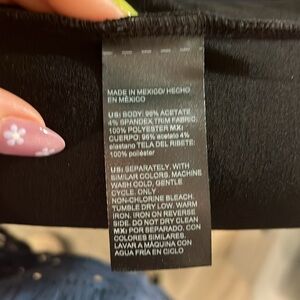 MADE IN MEXICO/ HECHO
EN MÉXICO
US: BODY: 96% ACETATE
4% SPANDEX TRIM FABRIC:
100% POLYESTER MX:
CUERPO: 96% acetato 4%
elastano TELA DEL RIBETE:
100% poliéster
US: SEPARATELY, WITH
SIMILAR COLORS. MACHINE
WASH COLD, GENTLE
CYCLE. ONLY
NON-CHLORINE BLEACH.
TUMBLE DRY LOW. WARM
IRON, IRON ON REVERSE
SIDE. DO NOT DRY CLEAN
MX: POR SEPARADO, CON
COLORES SIMILARES.
LAVAR A MÁQUINA CON
AGUA FRÍA EN CICLO